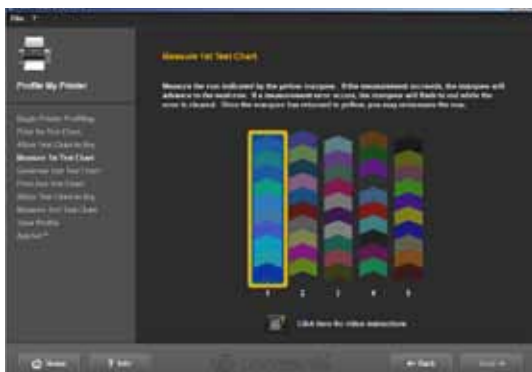 File ?
Profile My Printer
Begin Printer Profiling
Print 1st Test Chart
Allow Test Chart to Dry
Measure 1st Test Chart
Generate 2nd Test Chart
Print 2nd Test Chart
Allow Test Chart to Dry
Measure 2nd Test Chart
Save Profile
Measure 1st Test Chart
Measure the row indicated by the yellow marquee. If the measurement succeeds, the marquee will
advance to the next row. If a measurement error occurs, the marquee will flash in red while the
error is cleared. Once the marquee has returned to yellow, you may remeasure the row.
1 2 3 4 5
Click here for video instructions
Home
? Info
Back
Next